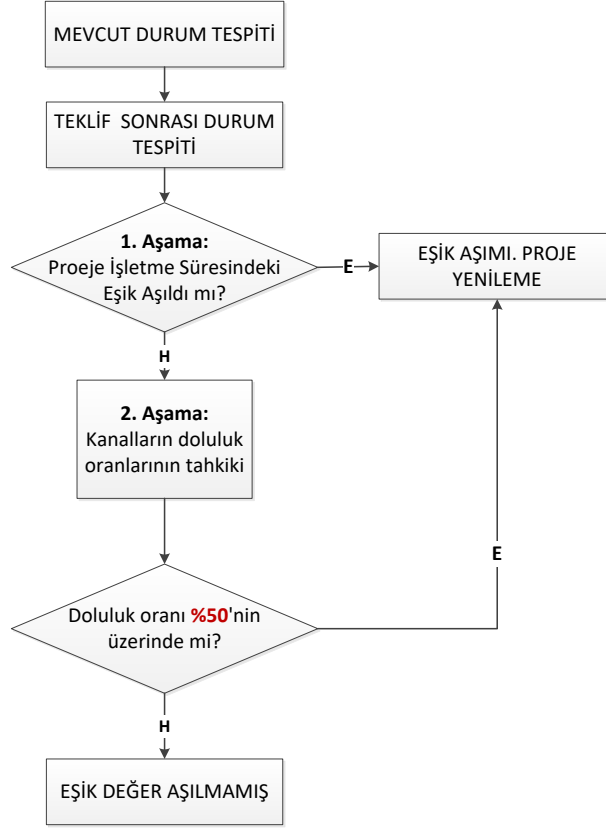 MEVCUT DURUM TESPİTİ
TEKLİF SONRASI DURUM
TESPİTİ
1. Aşama:
Proeje İşletme Süresindeki
Eşik Aşıldı mı?
E
EŞİK AŞIMI. PROJE
YENİLEME
H
2. Aşama:
Kanalların doluluk
oranlarının tahkiki
E
Doluluk oranı %50'nin
üzerinde mi?
H
EŞİK DEĞER AŞILMAMIŞ